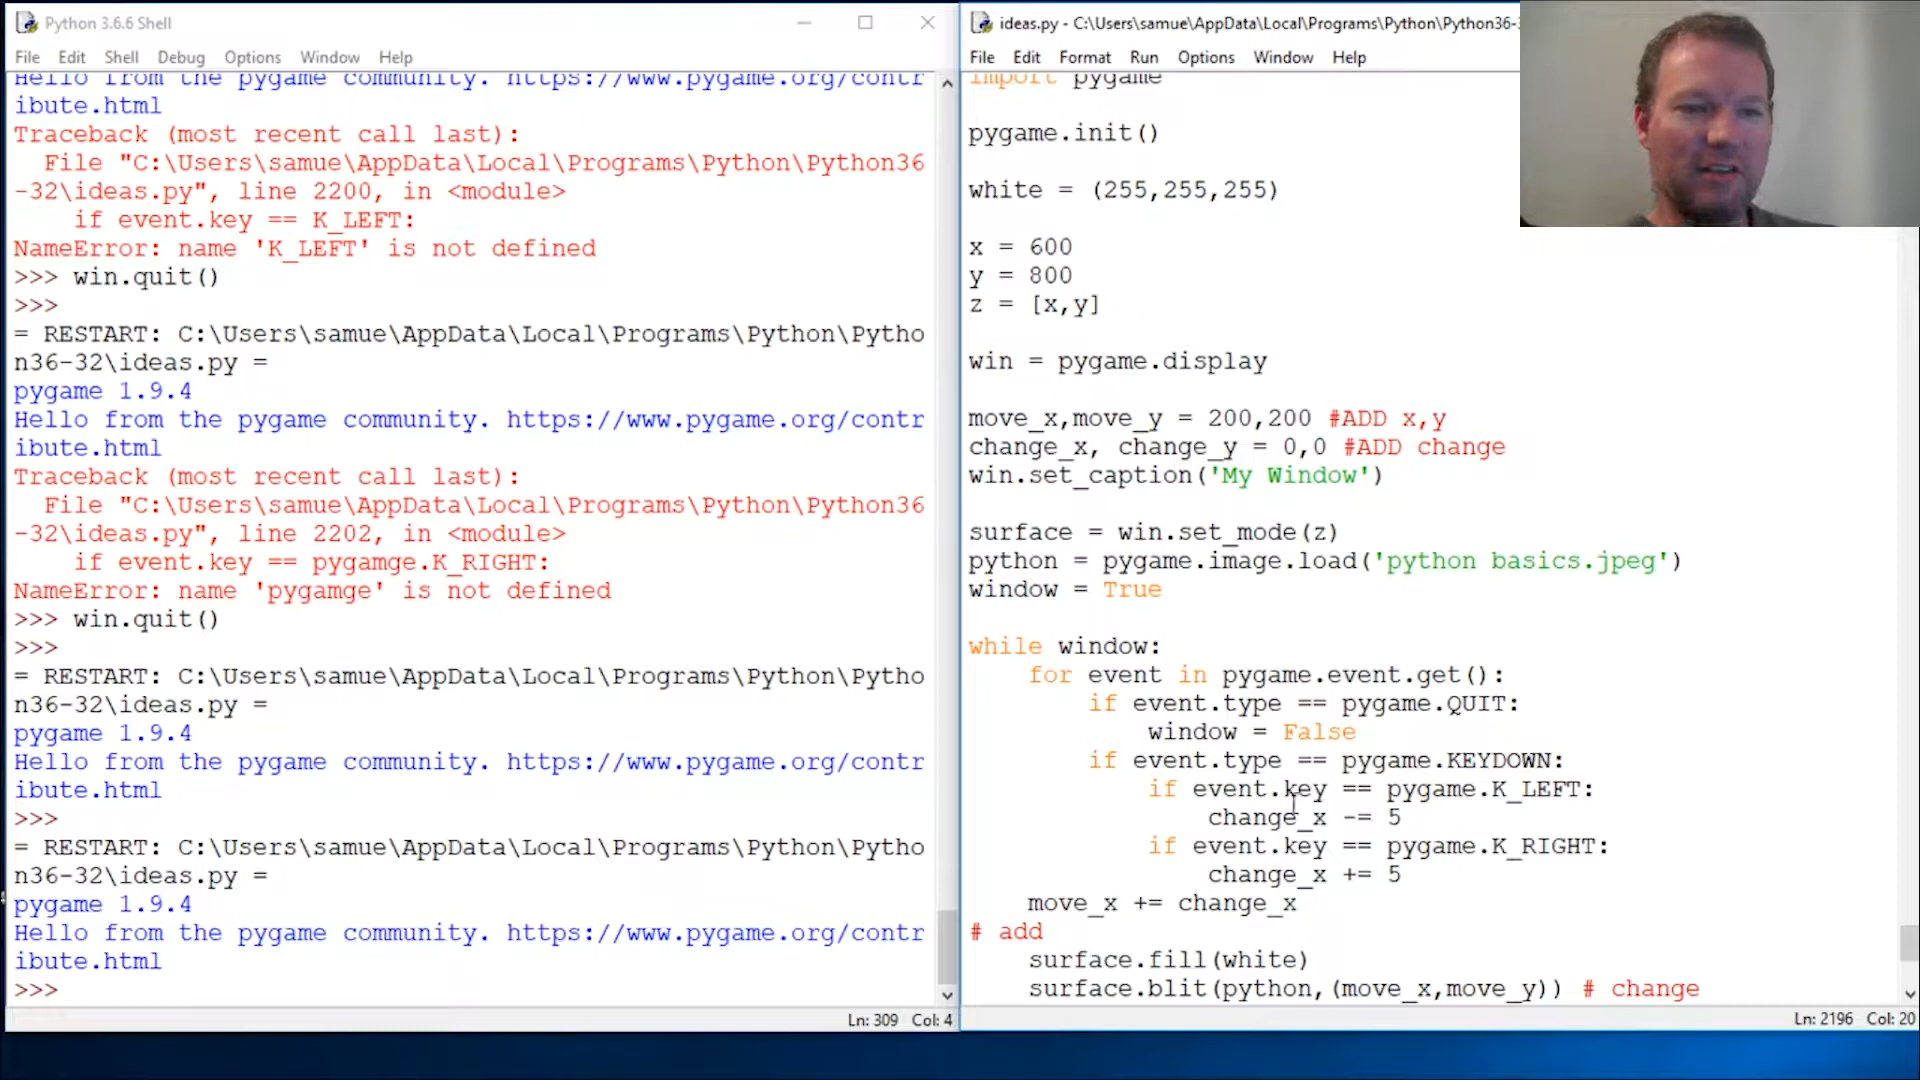 Python 3.6.6 Shell
File Edit Shell Debug Options Window Help
Hello from the pygame community. https://www.pygame.org/contr
ibute.html
Traceback (most recent call last):
  File "C:\Users\samue\AppData\Local\Programs\Python\Python36
-32\ideas.py", line 2200, in <module>
    if event.key == K_LEFT:
NameError: name 'K_LEFT' is not defined
>>> win.quit()
>>>
= RESTART: C:\Users\samue\AppData\Local\Programs\Python\Pytho
n36-32\ideas.py =
pygame 1.9.4
Hello from the pygame community. https://www.pygame.org/contr
ibute.html
Traceback (most recent call last):
  File "C:\Users\samue\AppData\Local\Programs\Python\Python36
-32\ideas.py", line 2202, in <module>
    if event.key == pygamge.K_RIGHT:
NameError: name 'pygamge' is not defined
>>> win.quit()
>>>
= RESTART: C:\Users\samue\AppData\Local\Programs\Python\Pytho
n36-32\ideas.py =
pygame 1.9.4
Hello from the pygame community. https://www.pygame.org/contr
ibute.html
>>>
= RESTART: C:\Users\samue\AppData\Local\Programs\Python\Pytho
n36-32\ideas.py =
pygame 1.9.4
Hello from the pygame community. https://www.pygame.org/contr
ibute.html
>>>
Ln: 309 Col: 4
ideas.py - C:\Users\samue\AppData\Local\Programs\Python\Python36-
File Edit Format Run Options Window Help
import pygame
pygame.init()
white = (255,255,255)
x = 600
y = 800
z = [x,y]
win = pygame.display
move_x,move_y = 200,200 #ADD x,y
change_x, change_y = 0,0 #ADD change
win.set_caption('My Window')
surface = win.set_mode(z)
python = pygame.image.load('python basics.jpeg')
window = True
while window:
    for event in pygame.event.get():
        if event.type == pygame.QUIT:
            window = False
        if event.type == pygame.KEYDOWN:
            if event.key == pygame.K_LEFT:
                change_x -= 5
            if event.key == pygame.K_RIGHT:
                change_x += 5
    move_x += change_x
# add
    surface.fill(white)
    surface.blit(python,(move_x,move_y)) # change
Ln: 2196 Col: 20